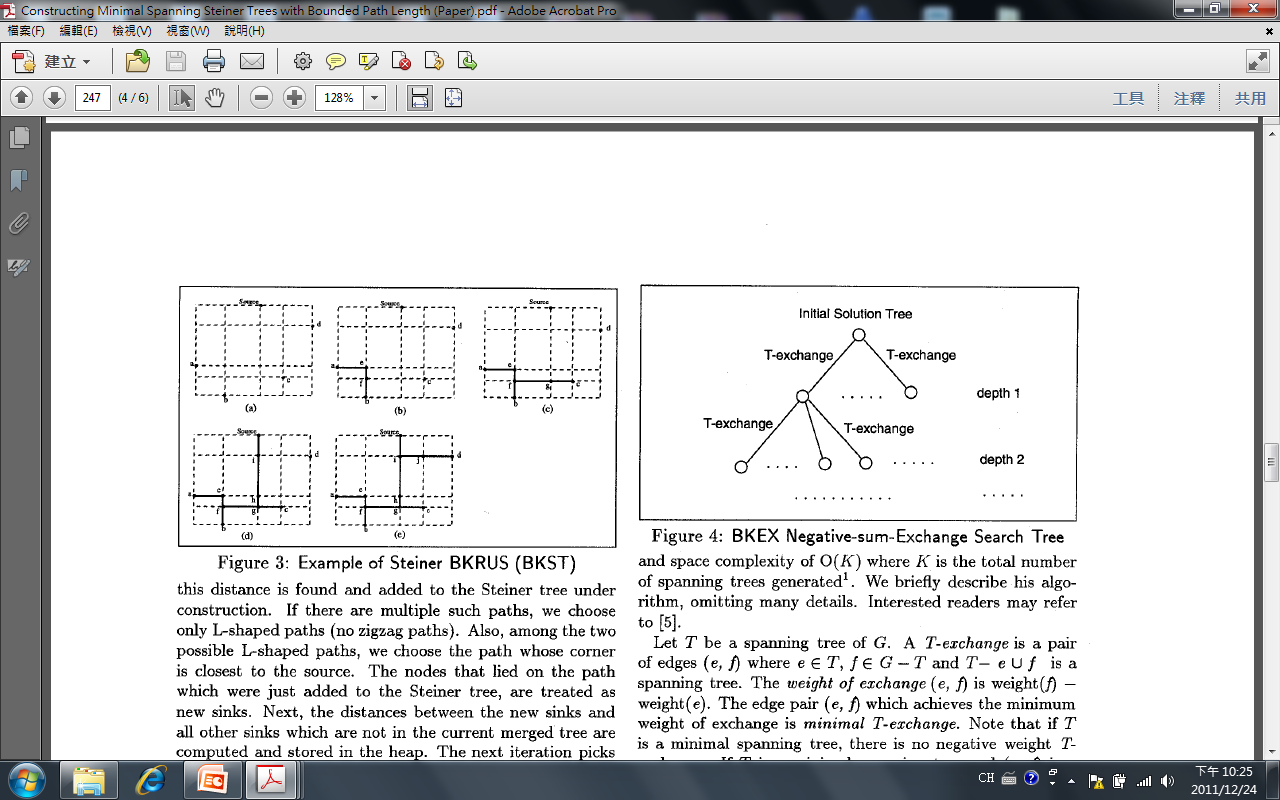 Constructing Minimal Spanning Steiner Trees with Bounded Path Length (Paper).pdf - Adobe Acrobat Pro
檔案(F) 編輯(E) 檢視(V) 視窗(W) 說明(H)
建立
247 (4 / 6) 128% 工具 註釋 共用
Source
d
a
c
b
(a)
Source
d
a
e
f
c
b
(b)
Source
d
a
e
f
g
c
b
(c)
Source
i
d
a
e
h
f
g
c
b
(d)
Source
i
j
d
a
e
h
f
g
c
b
(e)
Figure 3: Example of Steiner BKRUS (BKST)
this distance is found and added to the Steiner tree under
construction. If there are multiple such paths, we choose
only L-shaped paths (no zigzag paths). Also, among the two
possible L-shaped paths, we choose the path whose corner
is closest to the source. The nodes that lied on the path
which were just added to the Steiner tree, are treated as
new sinks. Next, the distances between the new sinks and
all other sinks which are not in the current merged tree are
computed and stored in the heap. The next iteration picks
Initial Solution Tree
T-exchange T-exchange
. . . . . depth 1
T-exchange T-exchange
. . . . . . . . . depth 2
. . . . . . . . . . . . . . . .
Figure 4: BKEX Negative-sum-Exchange Search Tree
and space complexity of O(K) where K is the total number
of spanning trees generated¹. We briefly describe his algo-
rithm, omitting many details. Interested readers may refer
to [5].
Let T be a spanning tree of G. A T-exchange is a pair
of edges (e, f) where e ∈ T, f ∈ G − T and T− e ∪ f is a
spanning tree. The weight of exchange (e, f) is weight(f) −
weight(e). The edge pair (e, f) which achieves the minimum
weight of exchange is minimal T-exchange. Note that if T
is a minimal spanning tree, there is no negative weight T-
CH
下午 10:25
2011/12/24